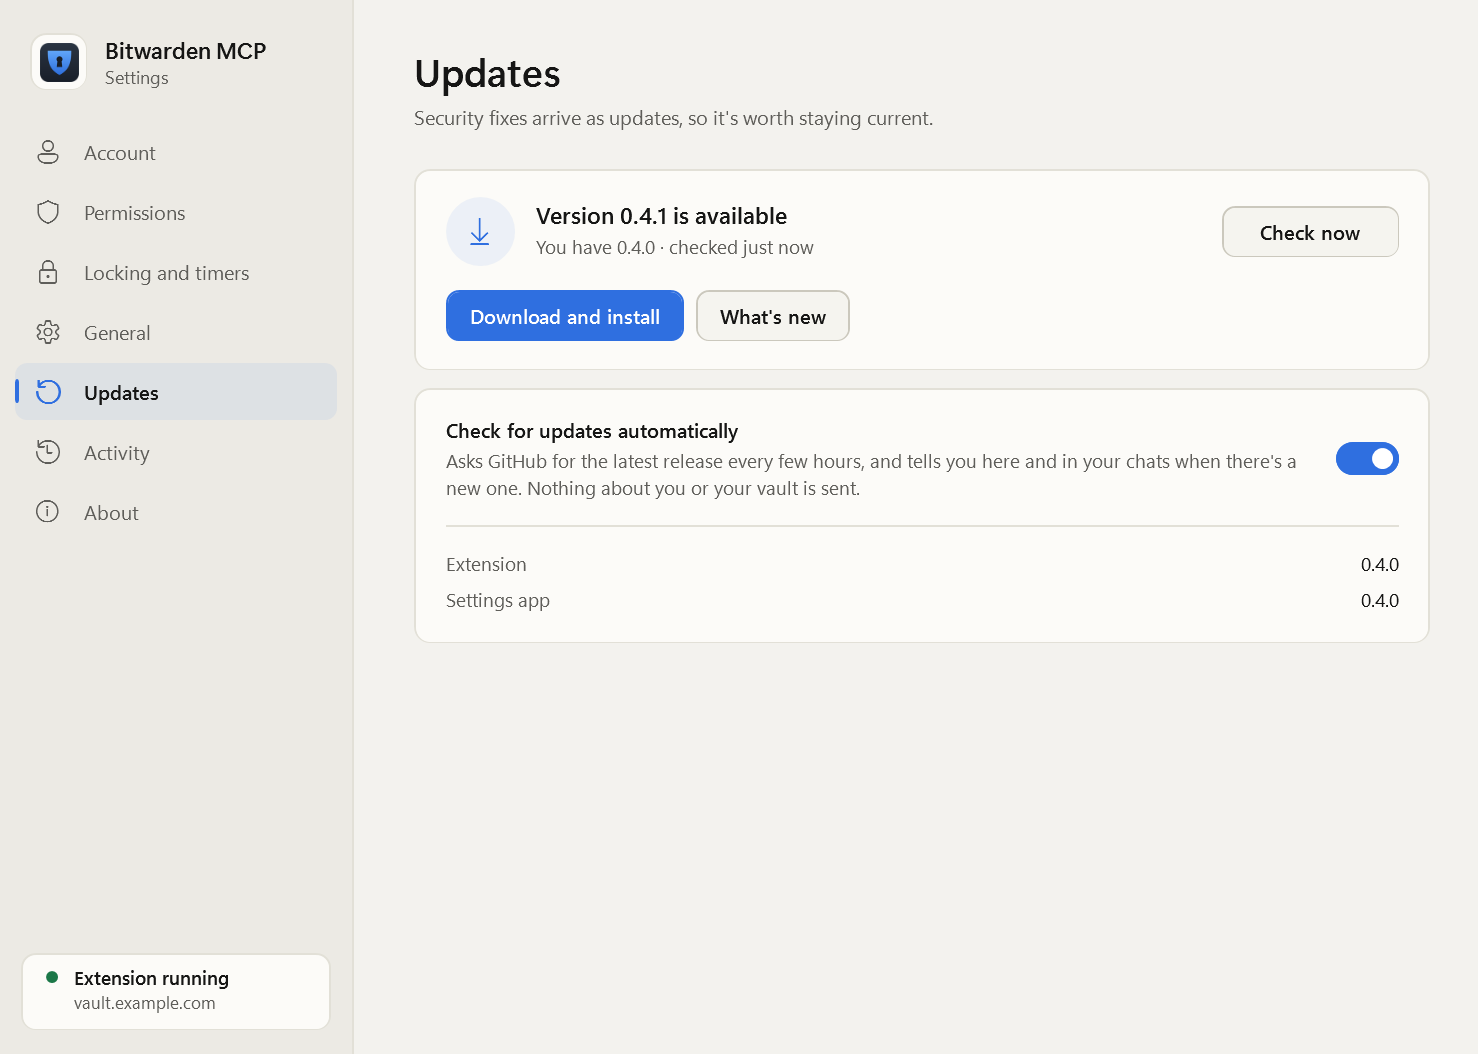 Bitwarden MCP
Settings
Account
Permissions
Locking and timers
General
Updates
Activity
About
Extension running
vault.example.com
Updates
Security fixes arrive as updates, so it's worth staying current.
Version 0.4.1 is available
You have 0.4.0 · checked just now
Check now
Download and install
What's new
Check for updates automatically
Asks GitHub for the latest release every few hours, and tells you here and in your chats when there's a
new one. Nothing about you or your vault is sent.
Extension 0.4.0
Settings app 0.4.0